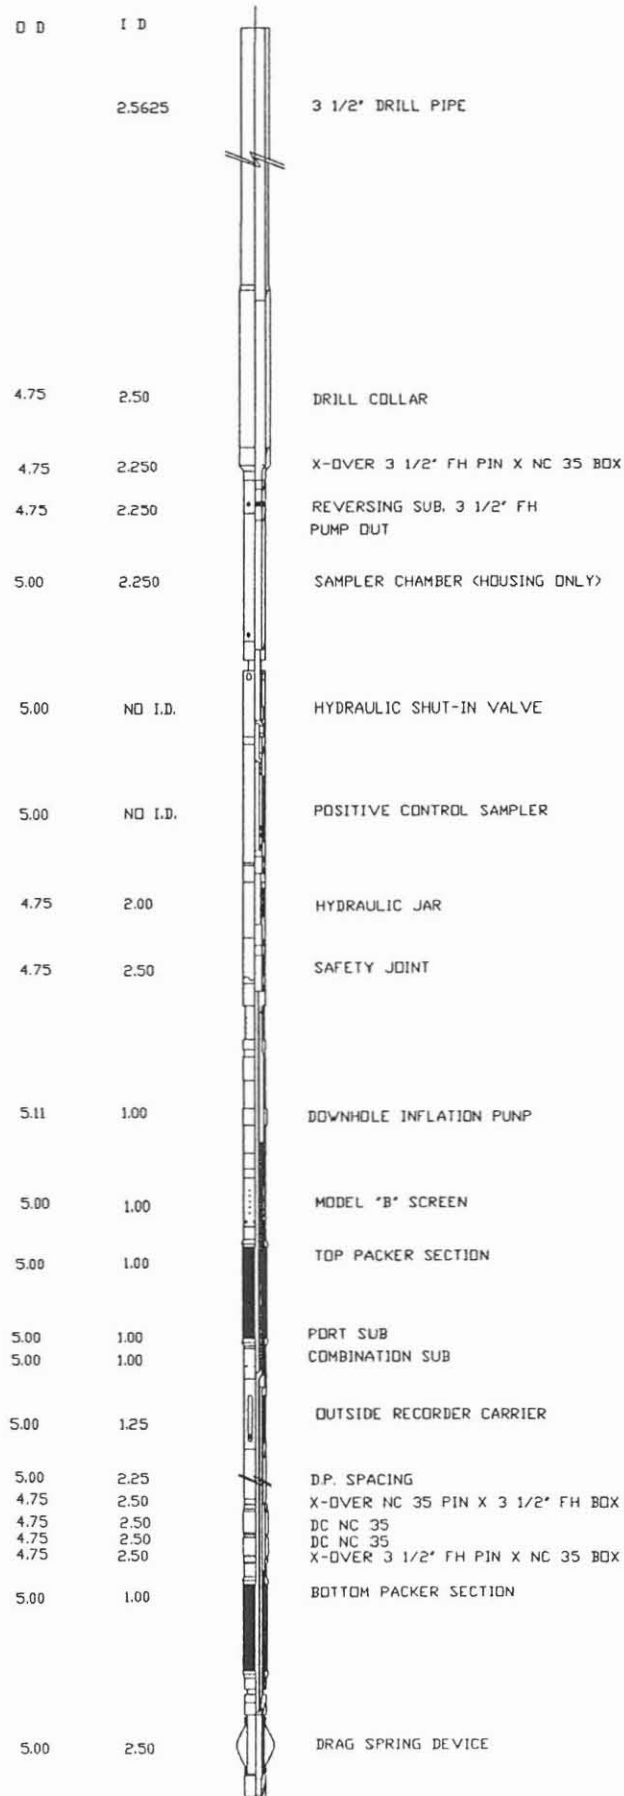 O D I D
2.5625 3 1/2" DRILL PIPE
4.75 2.50 DRILL COLLAR
4.75 2.250 X-OVER 3 1/2" FH PIN X NC 35 BOX
4.75 2.250 REVERSING SUB. 3 1/2" FH
PUMP OUT
5.00 2.250 SAMPLER CHAMBER (HOUSING ONLY)
5.00 NO I.D. HYDRAULIC SHUT-IN VALVE
5.00 NO I.D. POSITIVE CONTROL SAMPLER
4.75 2.00 HYDRAULIC JAR
4.75 2.50 SAFETY JOINT
5.11 1.00 DOWNHOLE INFLATION PUNP
5.00 1.00 MODEL "B" SCREEN
5.00 1.00 TOP PACKER SECTION
5.00 1.00 PORT SUB
5.00 1.00 COMBINATION SUB
5.00 1.25 OUTSIDE RECORDER CARRIER
5.00 2.25 D.P. SPACING
4.75 2.50 X-OVER NC 35 PIN X 3 1/2" FH BOX
4.75 2.50 DC NC 35
4.75 2.50 DC NC 35
4.75 2.50 X-OVER 3 1/2" FH PIN X NC 35 BOX
5.00 1.00 BOTTOM PACKER SECTION
5.00 2.50 DRAG SPRING DEVICE